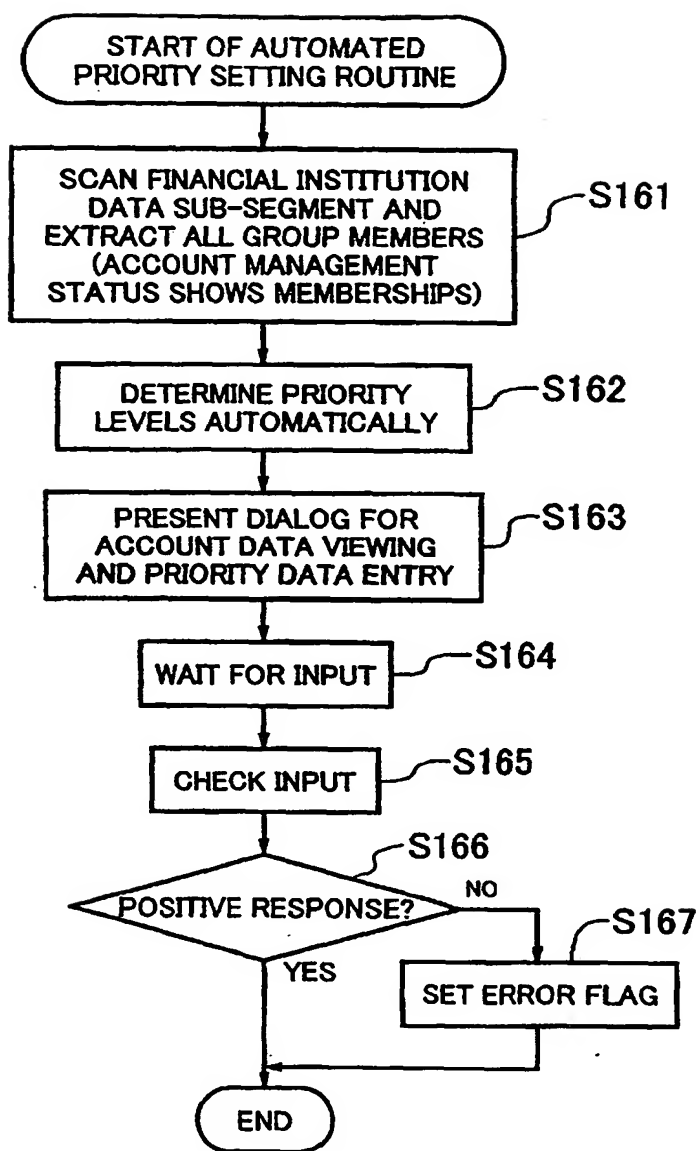 START OF AUTOMATED
PRIORITY SETTING ROUTINE
SCAN FINANCIAL INSTITUTION
DATA SUB-SEGMENT AND
EXTRACT ALL GROUP MEMBERS
(ACCOUNT MANAGEMENT
STATUS SHOWS MEMBERSHIPS)
S161
DETERMINE PRIORITY
LEVELS AUTOMATICALLY
S162
PRESENT DIALOG FOR
ACCOUNT DATA VIEWING
AND PRIORITY DATA ENTRY
S163
WAIT FOR INPUT
S164
CHECK INPUT
S165
S166
POSITIVE RESPONSE?
NO
YES
S167
SET ERROR FLAG
END